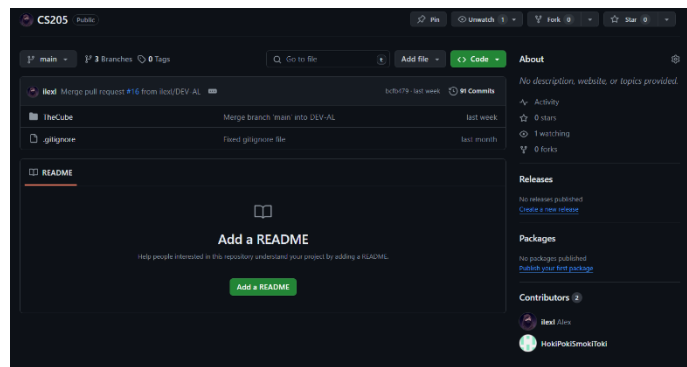 CS205 Public
Pin Unwatch 1 Fork 0 Star 0
main 3 Branches 0 Tags Go to file t Add file Code
ilexl Merge pull request #16 from ilexl/DEV-AL
bcfb479 · last week 91 Commits
TheCube Merge branch 'main' into DEV-AL last week
.gitignore Fixed gitignore file last month
README
Add a README
Help people interested in this repository understand your project by adding a README.
Add a README
About
No description, website, or topics provided.
Activity
0 stars
1 watching
0 forks
Releases
No releases published
Create a new release
Packages
No packages published
Publish your first package
Contributors 2
ilexl Alex
HokiPokiSmokiToki